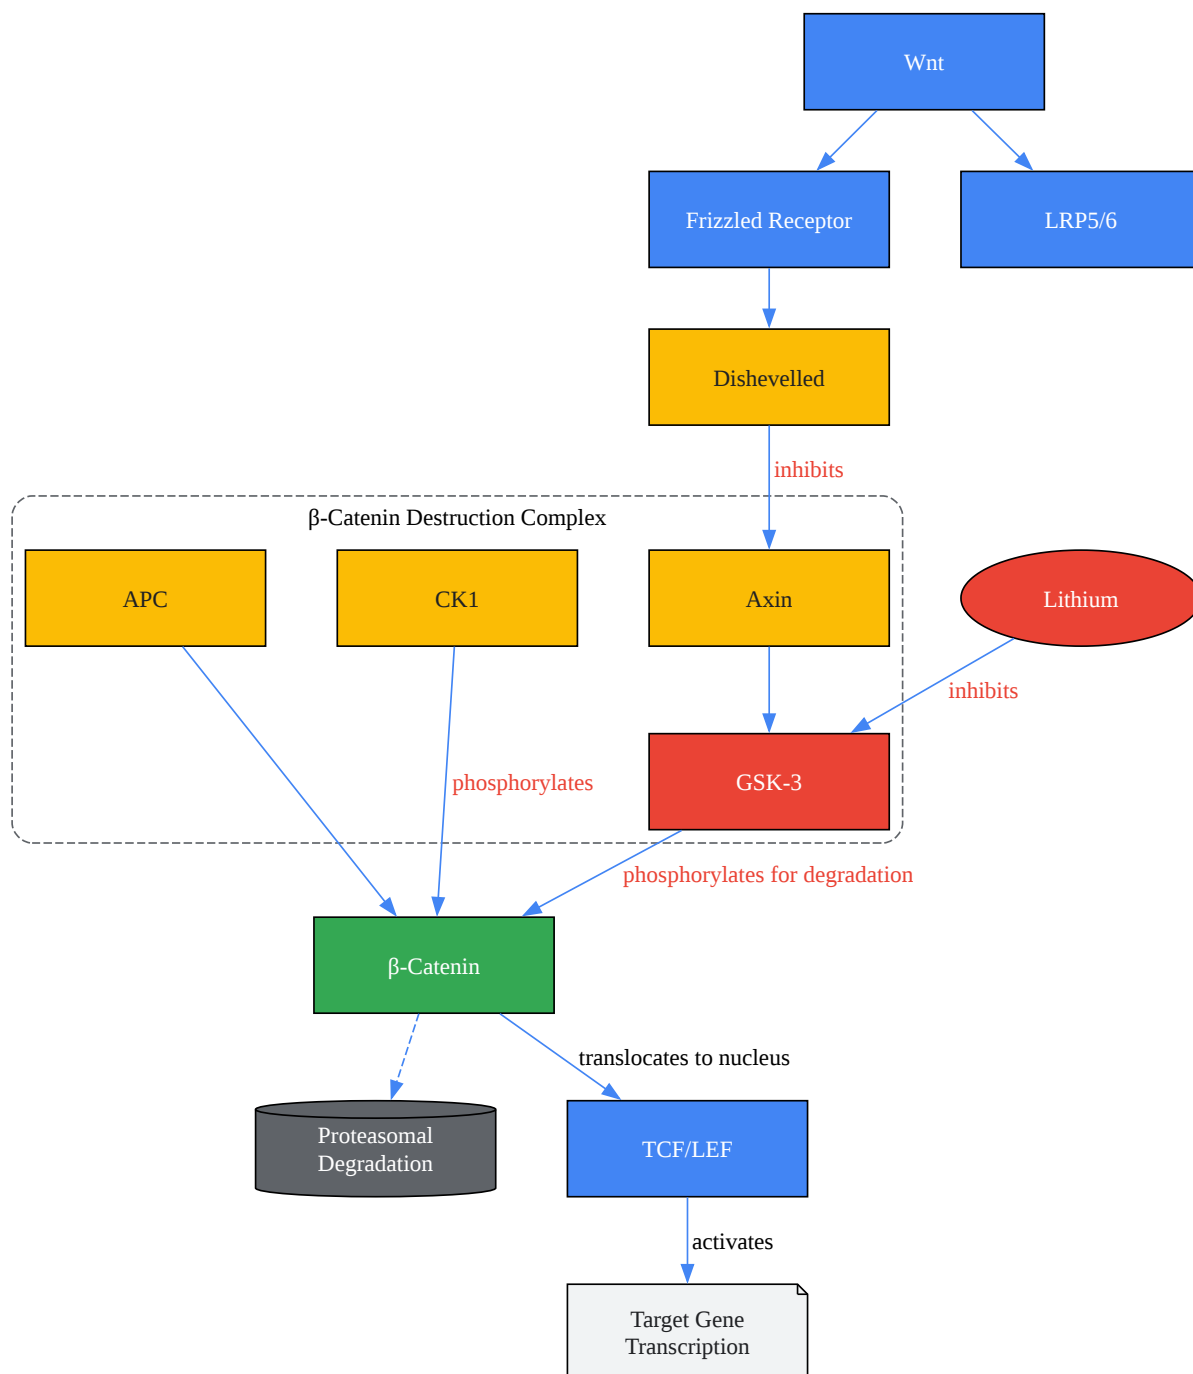 Wnt
Frizzled Receptor
LRP5/6
Dishevelled
inhibits
β-Catenin Destruction Complex
APC
CK1
Axin
Lithium
inhibits
phosphorylates
GSK-3
phosphorylates for degradation
β-Catenin
translocates to nucleus
Proteasomal
Degradation
TCF/LEF
activates
Target Gene
Transcription